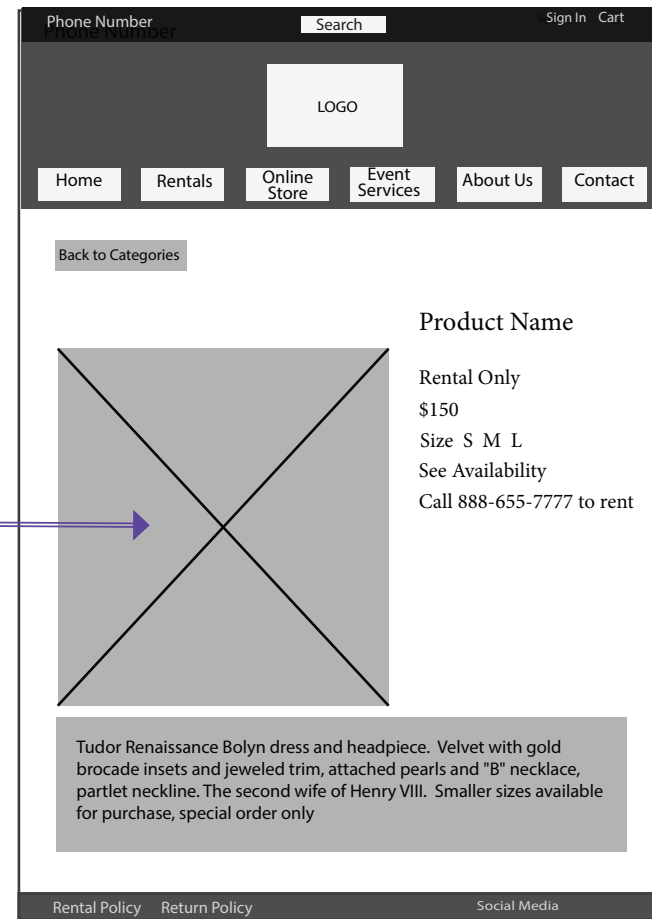 Phone Number
Phone Number
Search
Sign In Cart
LOGO
Home
Rentals
Online
Store
Event
Services
About Us
Contact
Back to Categories
Product Name
Rental Only
$150
Size S M L
See Availability
Call 888-655-7777 to rent
Tudor Renaissance Bolyn dress and headpiece. Velvet with gold
brocade insets and jeweled trim, attached pearls and "B" necklace,
partlet neckline. The second wife of Henry VIII. Smaller sizes available
for purchase, special order only
Rental Policy Return Policy
Social Media